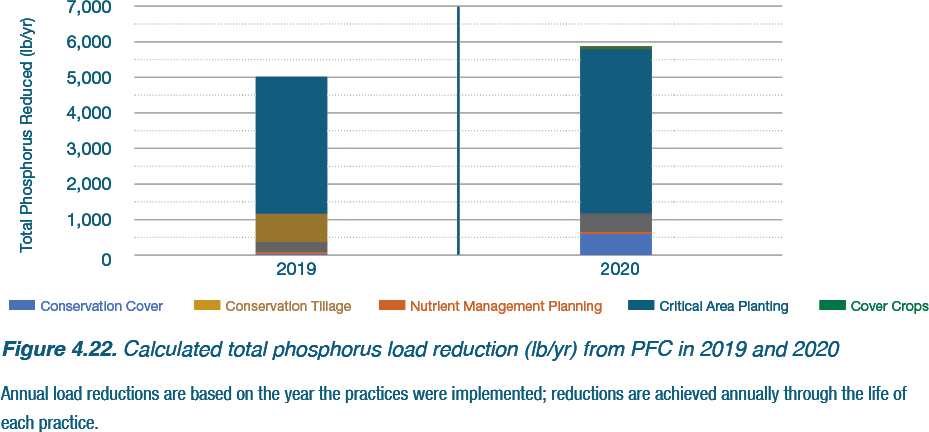 Total Phosphorus Reduced (lb/yr)
7,000
6,000
5,000
4,000
3,000
2,000
1,000
0
2019
2020
Conservation Cover
Conservation Tillage
Nutrient Management Planning
Critical Area Planting
Cover Crops
Figure 4.22. Calculated total phosphorus load reduction (lb/yr) from PFC in 2019 and 2020
Annual load reductions are based on the year the practices were implemented; reductions are achieved annually through the life of
each practice.